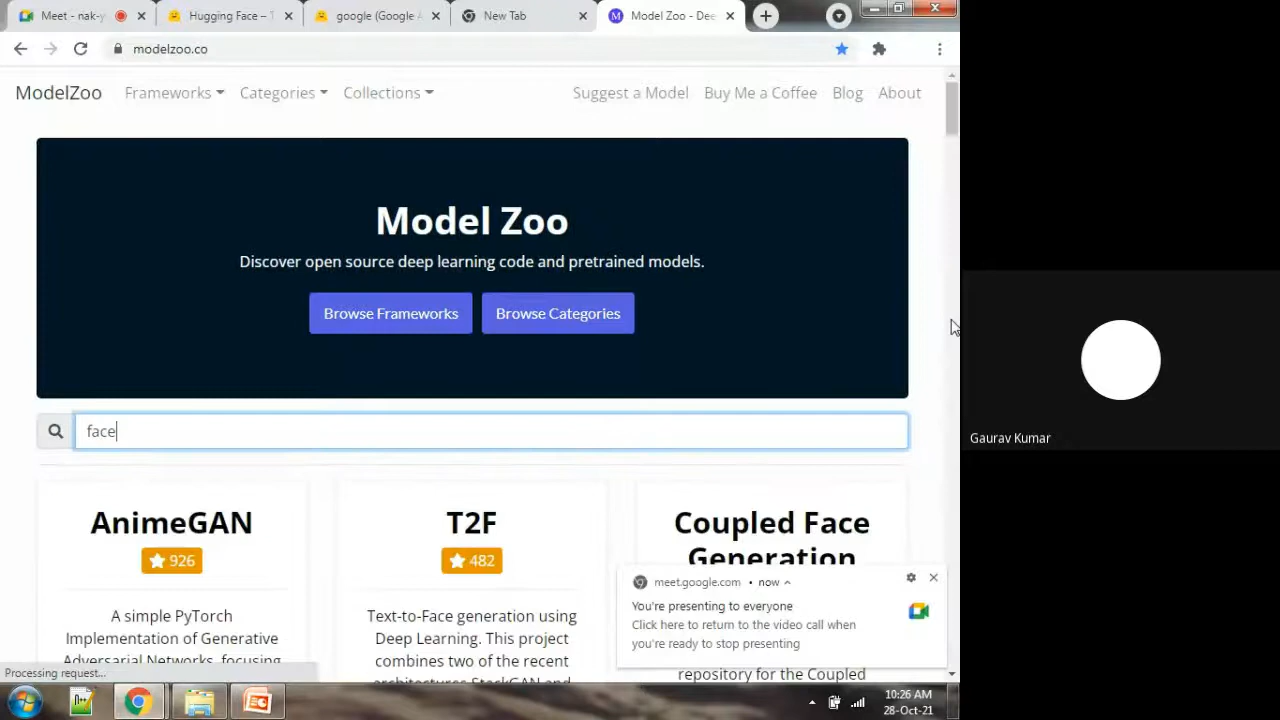 Meet - nak-y
Hugging Face – T
google (Google A
New Tab
Model Zoo - Dee
modelzoo.co
ModelZoo
Frameworks
Categories
Collections
Suggest a Model
Buy Me a Coffee
Blog
About
Model Zoo
Discover open source deep learning code and pretrained models.
Browse Frameworks
Browse Categories
face
AnimeGAN
926
A simple PyTorch
Implementation of Generative
Adversarial Networks, focusing
T2F
482
Text-to-Face generation using
Deep Learning. This project
combines two of the recent
architectures StackGAN and
Coupled Face
Generation
repository for the Coupled
meet.google.com • now
You're presenting to everyone
Click here to return to the video call when
you're ready to stop presenting
Processing request...
10:26 AM
28-Oct-21
Gaurav Kumar